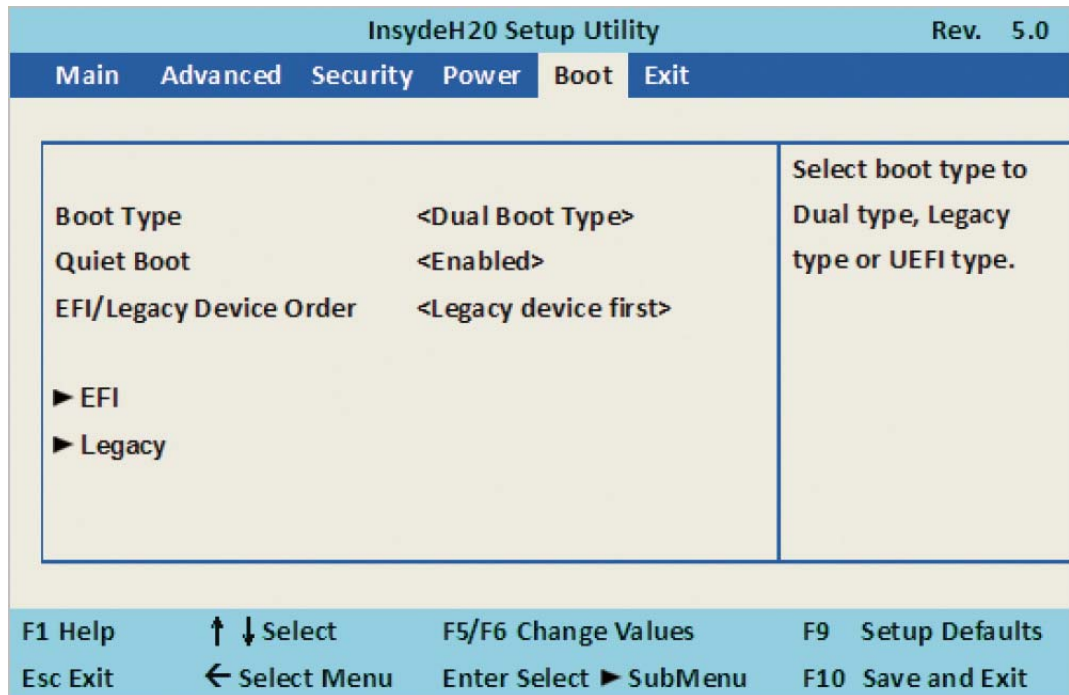 InsydeH20 Setup Utility Rev. 5.0
Main Advanced Security Power Boot Exit
Boot Type <Dual Boot Type>
Quiet Boot <Enabled>
EFI/Legacy Device Order <Legacy device first>
► EFI
► Legacy
Select boot type to
Dual type, Legacy
type or UEFI type.
F1 Help ↑ ↓ Select F5/F6 Change Values F9 Setup Defaults
Esc Exit ← Select Menu Enter Select ► SubMenu F10 Save and Exit